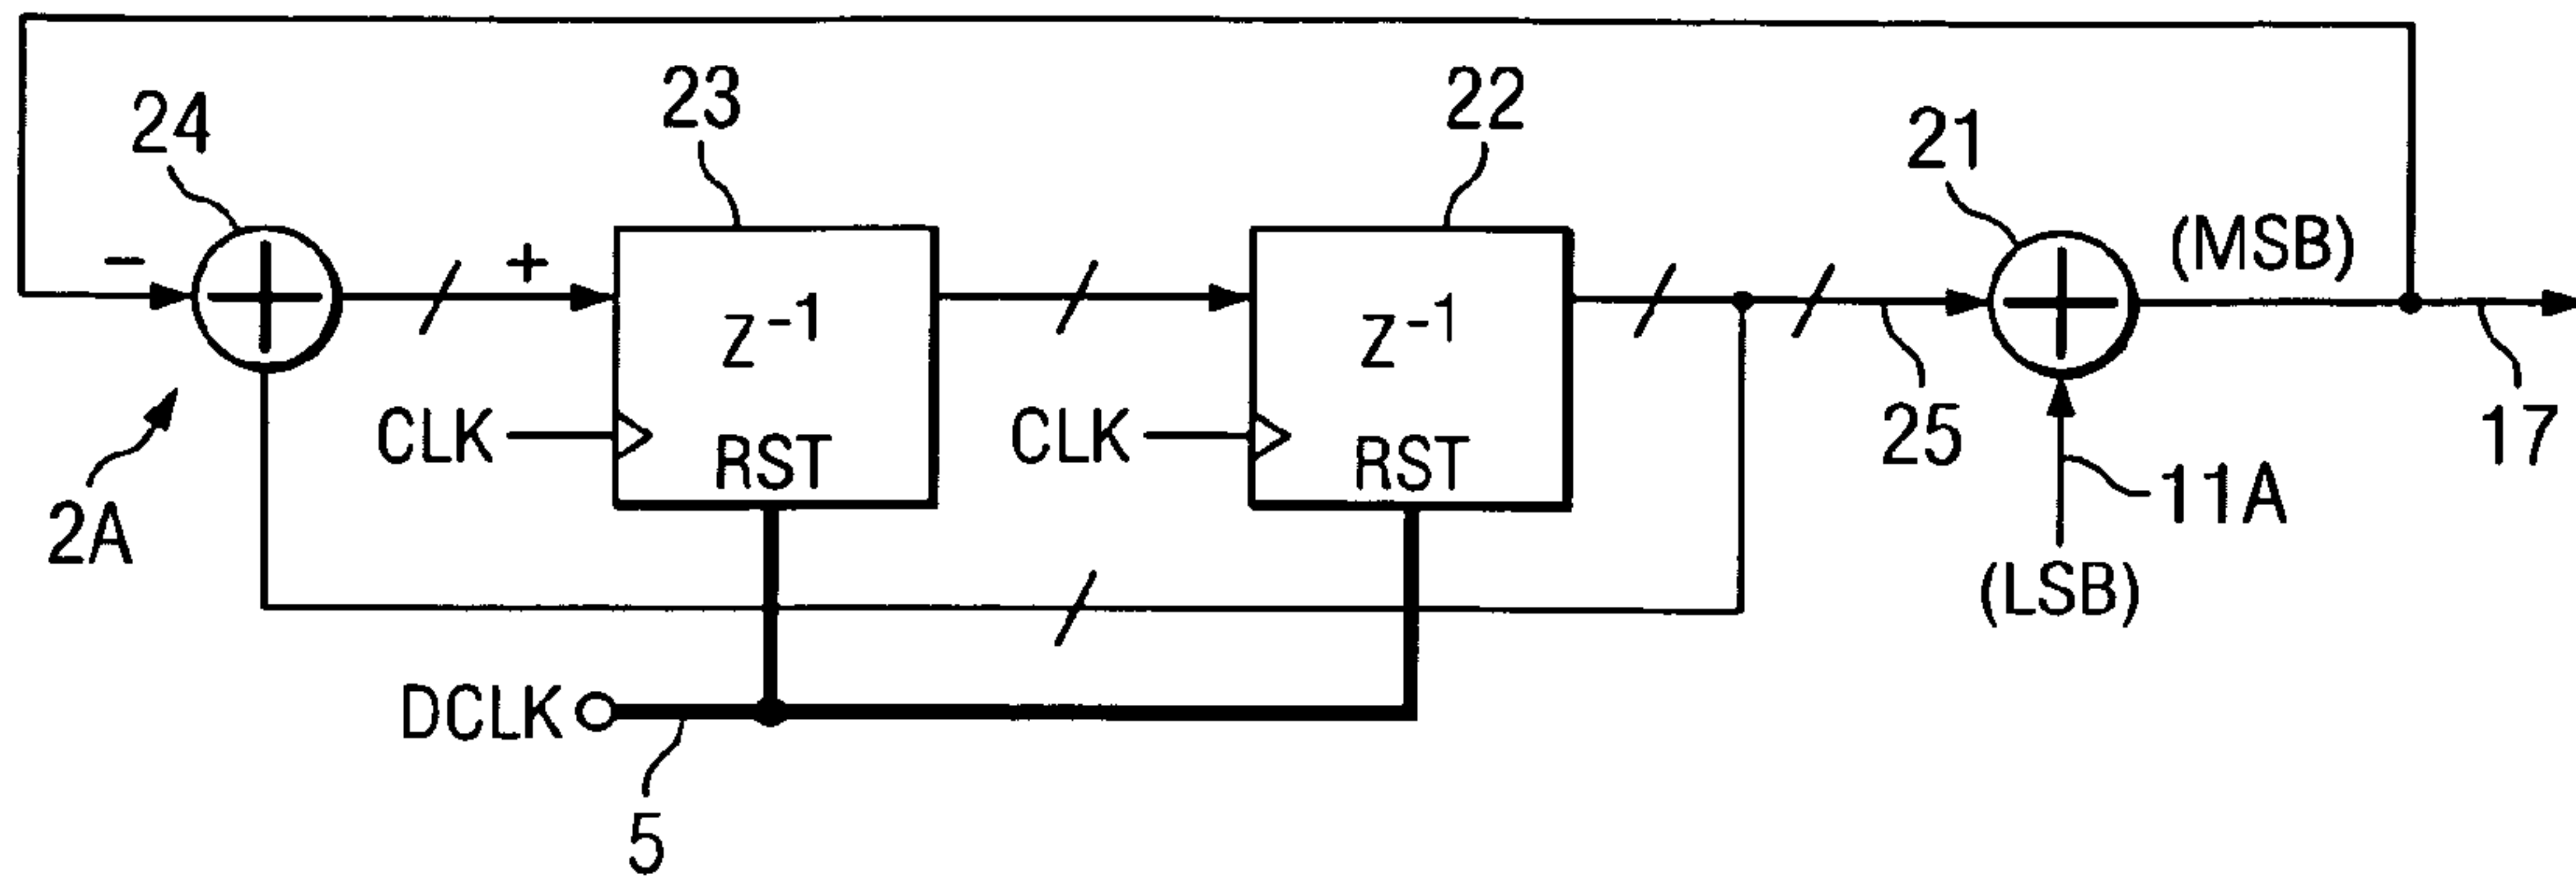 24
23
22
21
(MSB)
−
+
Z⁻¹
Z⁻¹
CLK
RST
CLK
RST
25
17
11A
2A
(LSB)
DCLK
5